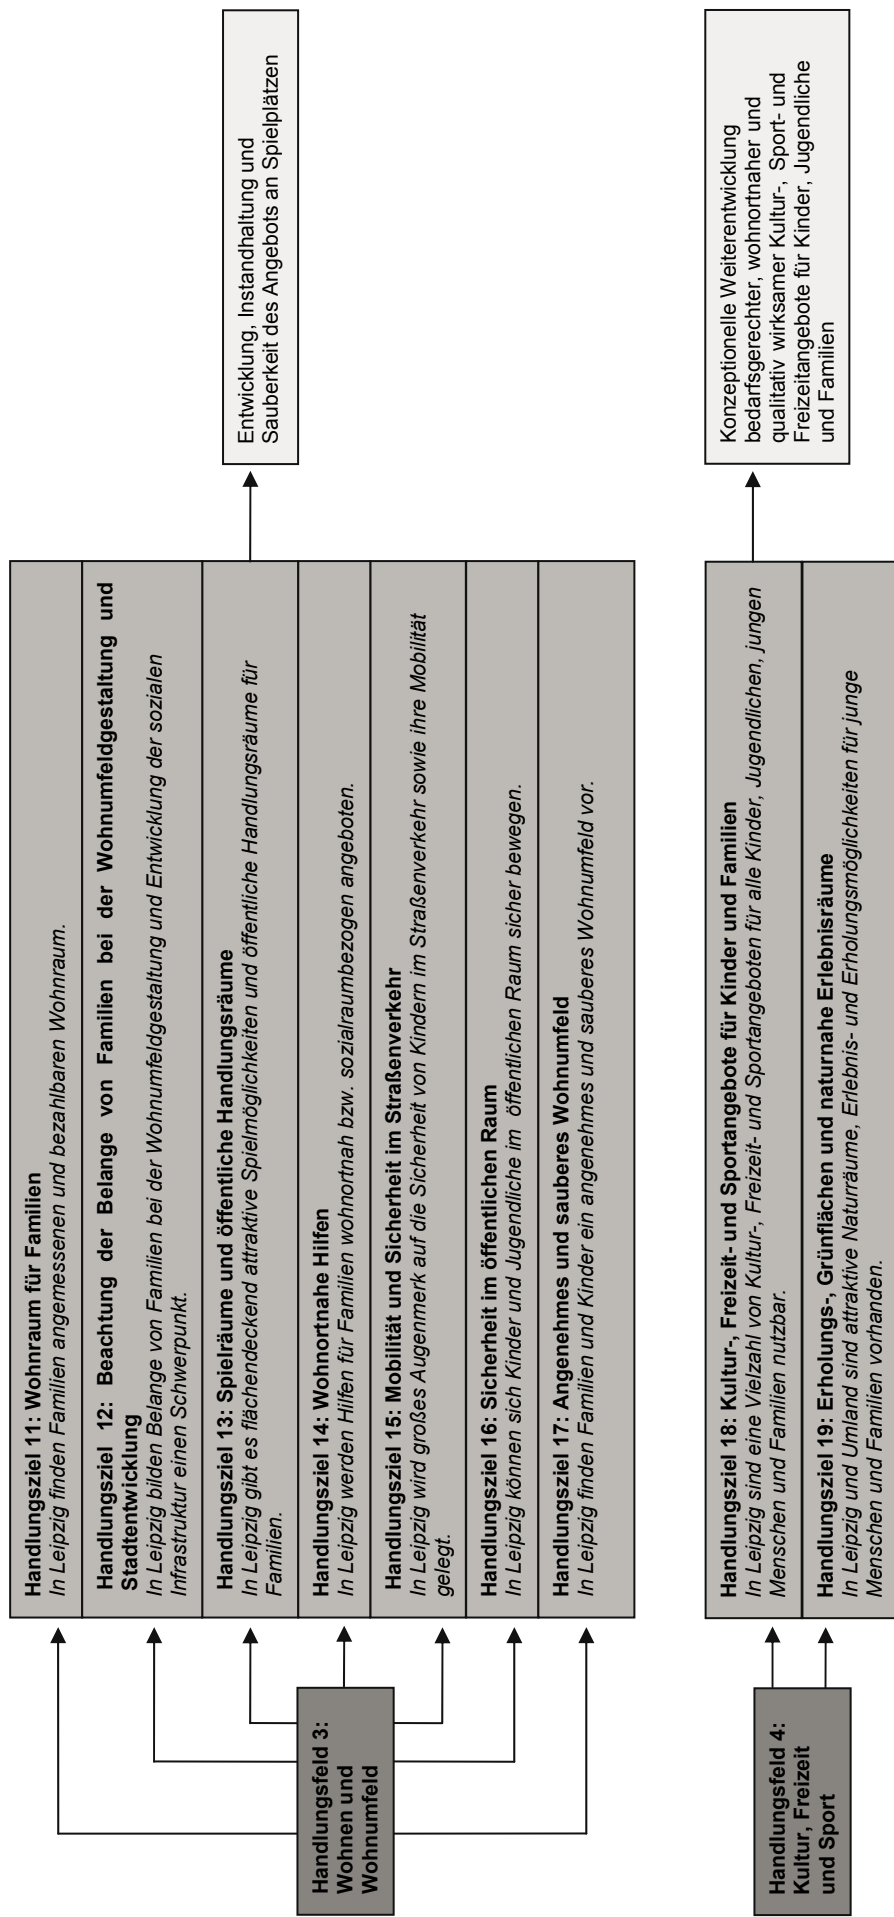 Handlungsfeld 3:
Wohnen und
Wohnumfeld
Handlungsziel 11: Wohnraum für Familien
In Leipzig finden Familien angemessenen und bezahlbaren Wohnraum.
Handlungsziel 12: Beachtung der Belange von Familien bei der Wohnumfeldgestaltung und
Stadtentwicklung
In Leipzig bilden Belange von Familien bei der Wohnumfeldgestaltung und Entwicklung der sozialen
Infrastruktur einen Schwerpunkt.
Handlungsziel 13: Spielräume und öffentliche Handlungsräume
In Leipzig gibt es flächendeckend attraktive Spielmöglichkeiten und öffentliche Handlungsräume für
Familien.
Handlungsziel 14: Wohnortnahe Hilfen
In Leipzig werden Hilfen für Familien wohnortnah bzw. sozialraumbezogen angeboten.
Handlungsziel 15: Mobilität und Sicherheit im Straßenverkehr
In Leipzig wird großes Augenmerk auf die Sicherheit von Kindern im Straßenverkehr sowie ihre Mobilität
gelegt.
Handlungsziel 16: Sicherheit im öffentlichen Raum
In Leipzig können sich Kinder und Jugendliche im öffentlichen Raum sicher bewegen.
Handlungsziel 17: Angenehmes und sauberes Wohnumfeld
In Leipzig finden Familien und Kinder ein angenehmes und sauberes Wohnumfeld vor.
Entwicklung, Instandhaltung und
Sauberkeit des Angebots an Spielplätzen
Handlungsfeld 4:
Kultur, Freizeit
und Sport
Handlungsziel 18: Kultur-, Freizeit- und Sportangebote für Kinder und Familien
In Leipzig sind eine Vielzahl von Kultur-, Freizeit- und Sportangeboten für alle Kinder, Jugendlichen, jungen
Menschen und Familien nutzbar.
Handlungsziel 19: Erholungs-, Grünflächen und naturnahe Erlebnisräume
In Leipzig und Umland sind attraktive Naturräume, Erlebnis- und Erholungsmöglichkeiten für junge
Menschen und Familien vorhanden.
Konzeptionelle Weiterentwicklung
bedarfsgerechter, wohnortnaher und
qualitativ wirksamer Kultur-, Sport- und
Freizeitangebote für Kinder, Jugendliche
und Familien